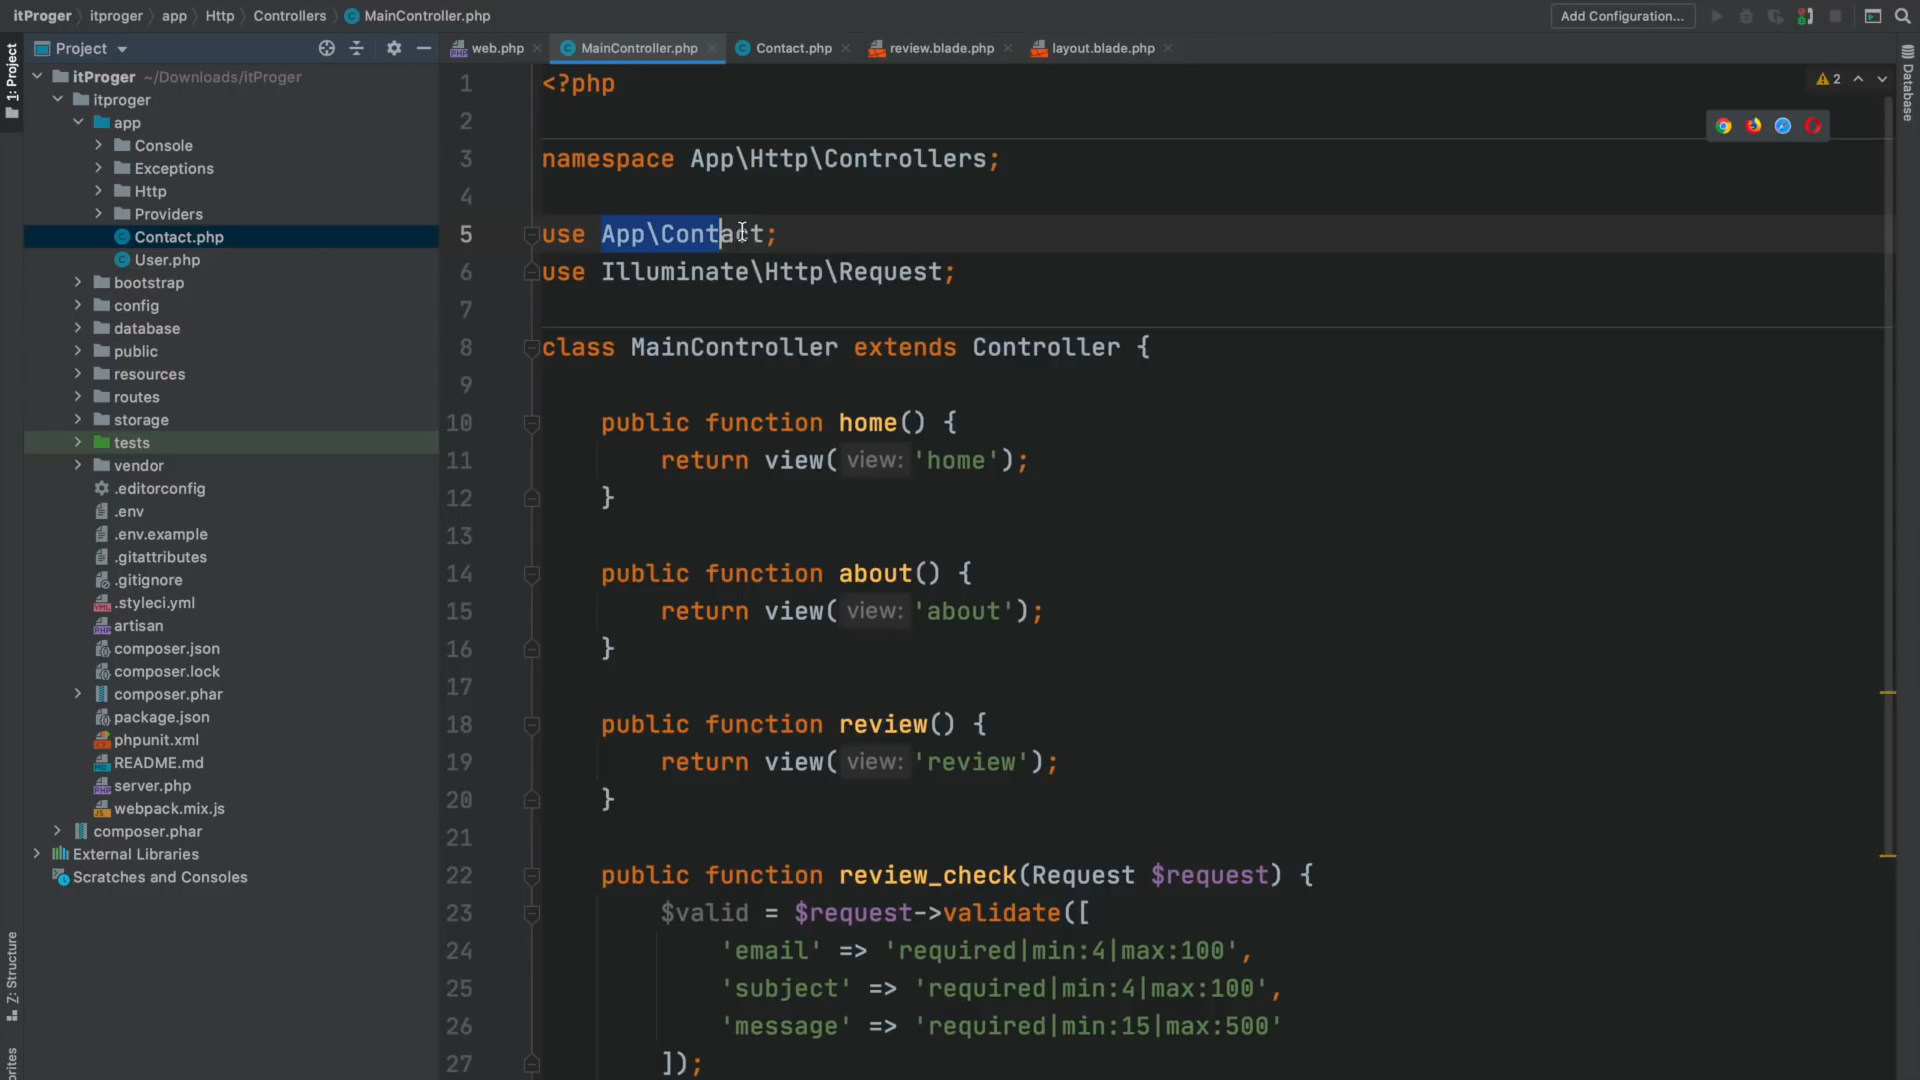 itProger itproger app Http Controllers MainController.php
Add Configuration...
1: Project
Project
web.php MainController.php Contact.php review.blade.php layout.blade.php
Database
2
itProger ~/Downloads/itProger
itproger
app
Console
Exceptions
Http
Providers
Contact.php
User.php
bootstrap
config
database
public
resources
routes
storage
tests
vendor
.editorconfig
.env
.env.example
.gitattributes
.gitignore
.styleci.yml
artisan
composer.json
composer.lock
composer.phar
package.json
phpunit.xml
README.md
server.php
webpack.mix.js
composer.phar
External Libraries
Scratches and Consoles
Z: Structure
1 <?php
2
3 namespace App\Http\Controllers;
4
5 use App\Contact;
6 use Illuminate\Http\Request;
7
8 class MainController extends Controller {
9
10 public function home() {
11 return view( view: 'home');
12 }
13
14 public function about() {
15 return view( view: 'about');
16 }
17
18 public function review() {
19 return view( view: 'review');
20 }
21
22 public function review_check(Request $request) {
23 $valid = $request->validate([
24 'email' => 'required|min:4|max:100',
25 'subject' => 'required|min:4|max:100',
26 'message' => 'required|min:15|max:500'
27 ]);